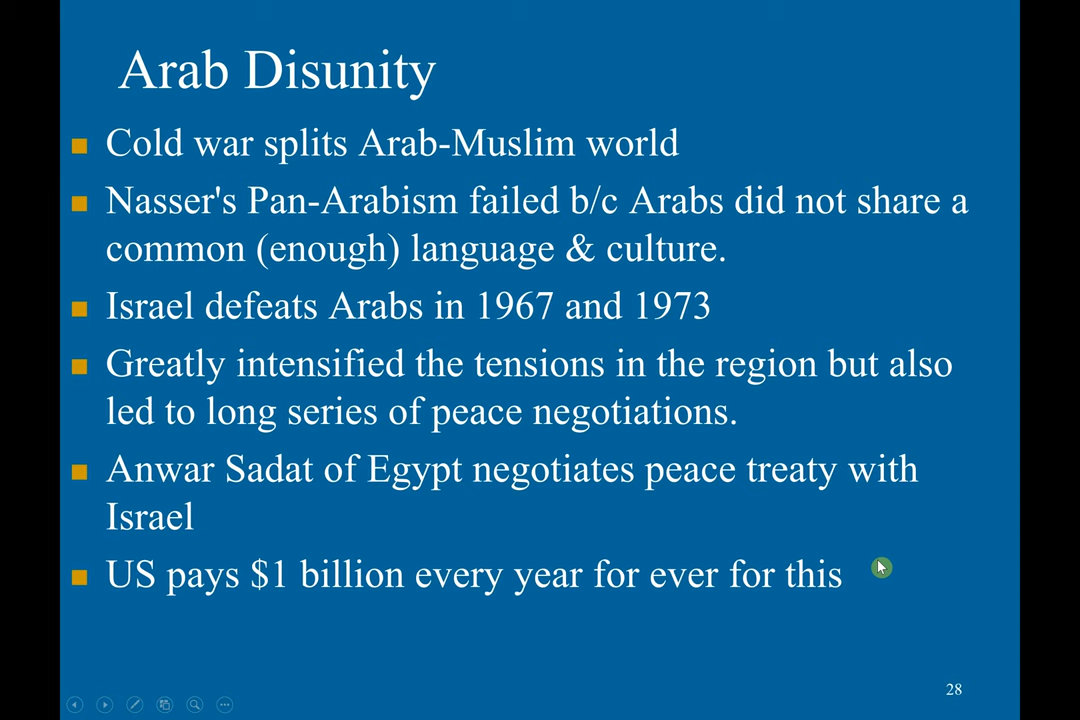 Arab Disunity
Cold war splits Arab-Muslim world
Nasser's Pan-Arabism failed b/c Arabs did not share a
common (enough) language & culture.
Israel defeats Arabs in 1967 and 1973
Greatly intensified the tensions in the region but also
led to long series of peace negotiations.
Anwar Sadat of Egypt negotiates peace treaty with
Israel
US pays $1 billion every year for ever for this
28